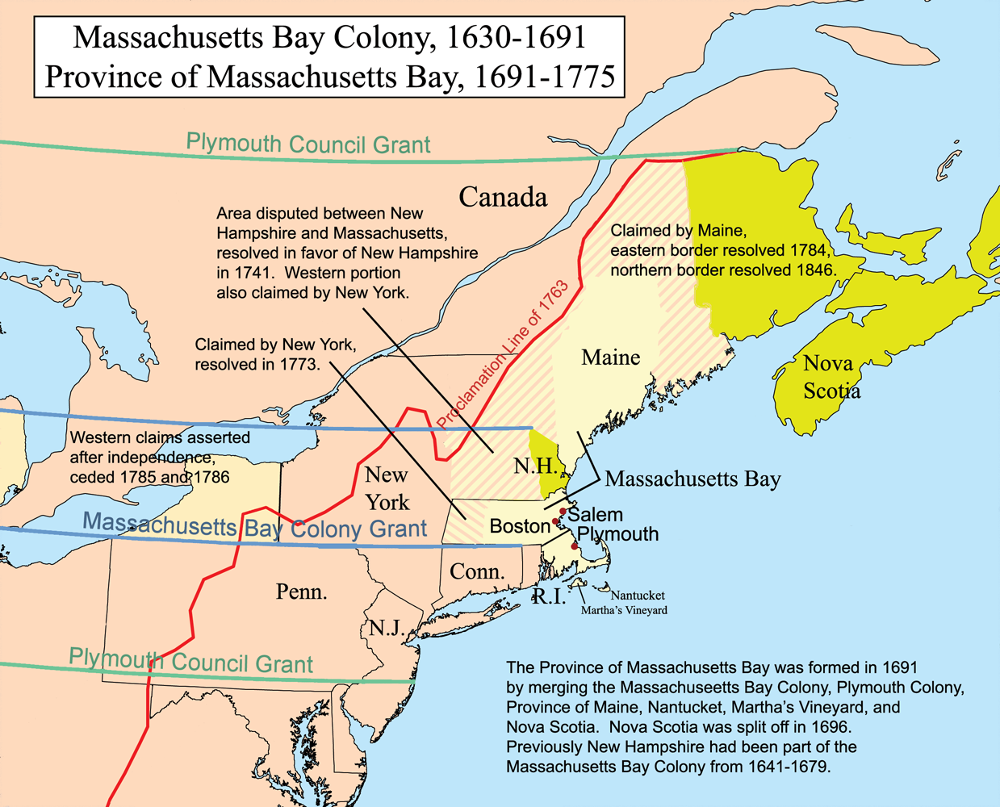 Massachusetts Bay Colony, 1630-1691
Province of Massachusetts Bay, 1691-1775
Plymouth Council Grant
Canada
Area disputed between New
Hampshire and Massachusetts,
resolved in favor of New Hampshire
in 1741. Western portion
also claimed by New York.
Claimed by Maine,
eastern border resolved 1784,
northern border resolved 1846.
Proclamation Line of 1763
Claimed by New York,
resolved in 1773.
Maine
Nova
Scotia
Western claims asserted
after independence,
ceded 1785 and 1786
New
York
N.H.
Massachusetts Bay
Massachusetts Bay Colony Grant
Boston
Salem
Plymouth
Conn.
R.I.
Nantucket
Martha's Vineyard
Penn.
N.J.
Plymouth Council Grant
The Province of Massachusetts Bay was formed in 1691
by merging the Massachuseetts Bay Colony, Plymouth Colony,
Province of Maine, Nantucket, Martha's Vineyard, and
Nova Scotia. Nova Scotia was split off in 1696.
Previously New Hampshire had been part of the
Massachusetts Bay Colony from 1641-1679.